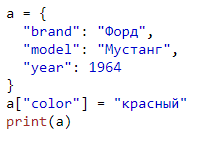 a = {
  "brand": "Форд",
  "model": "Мустанг",
  "year": 1964
}
a["color"] = "красный"
print(a)